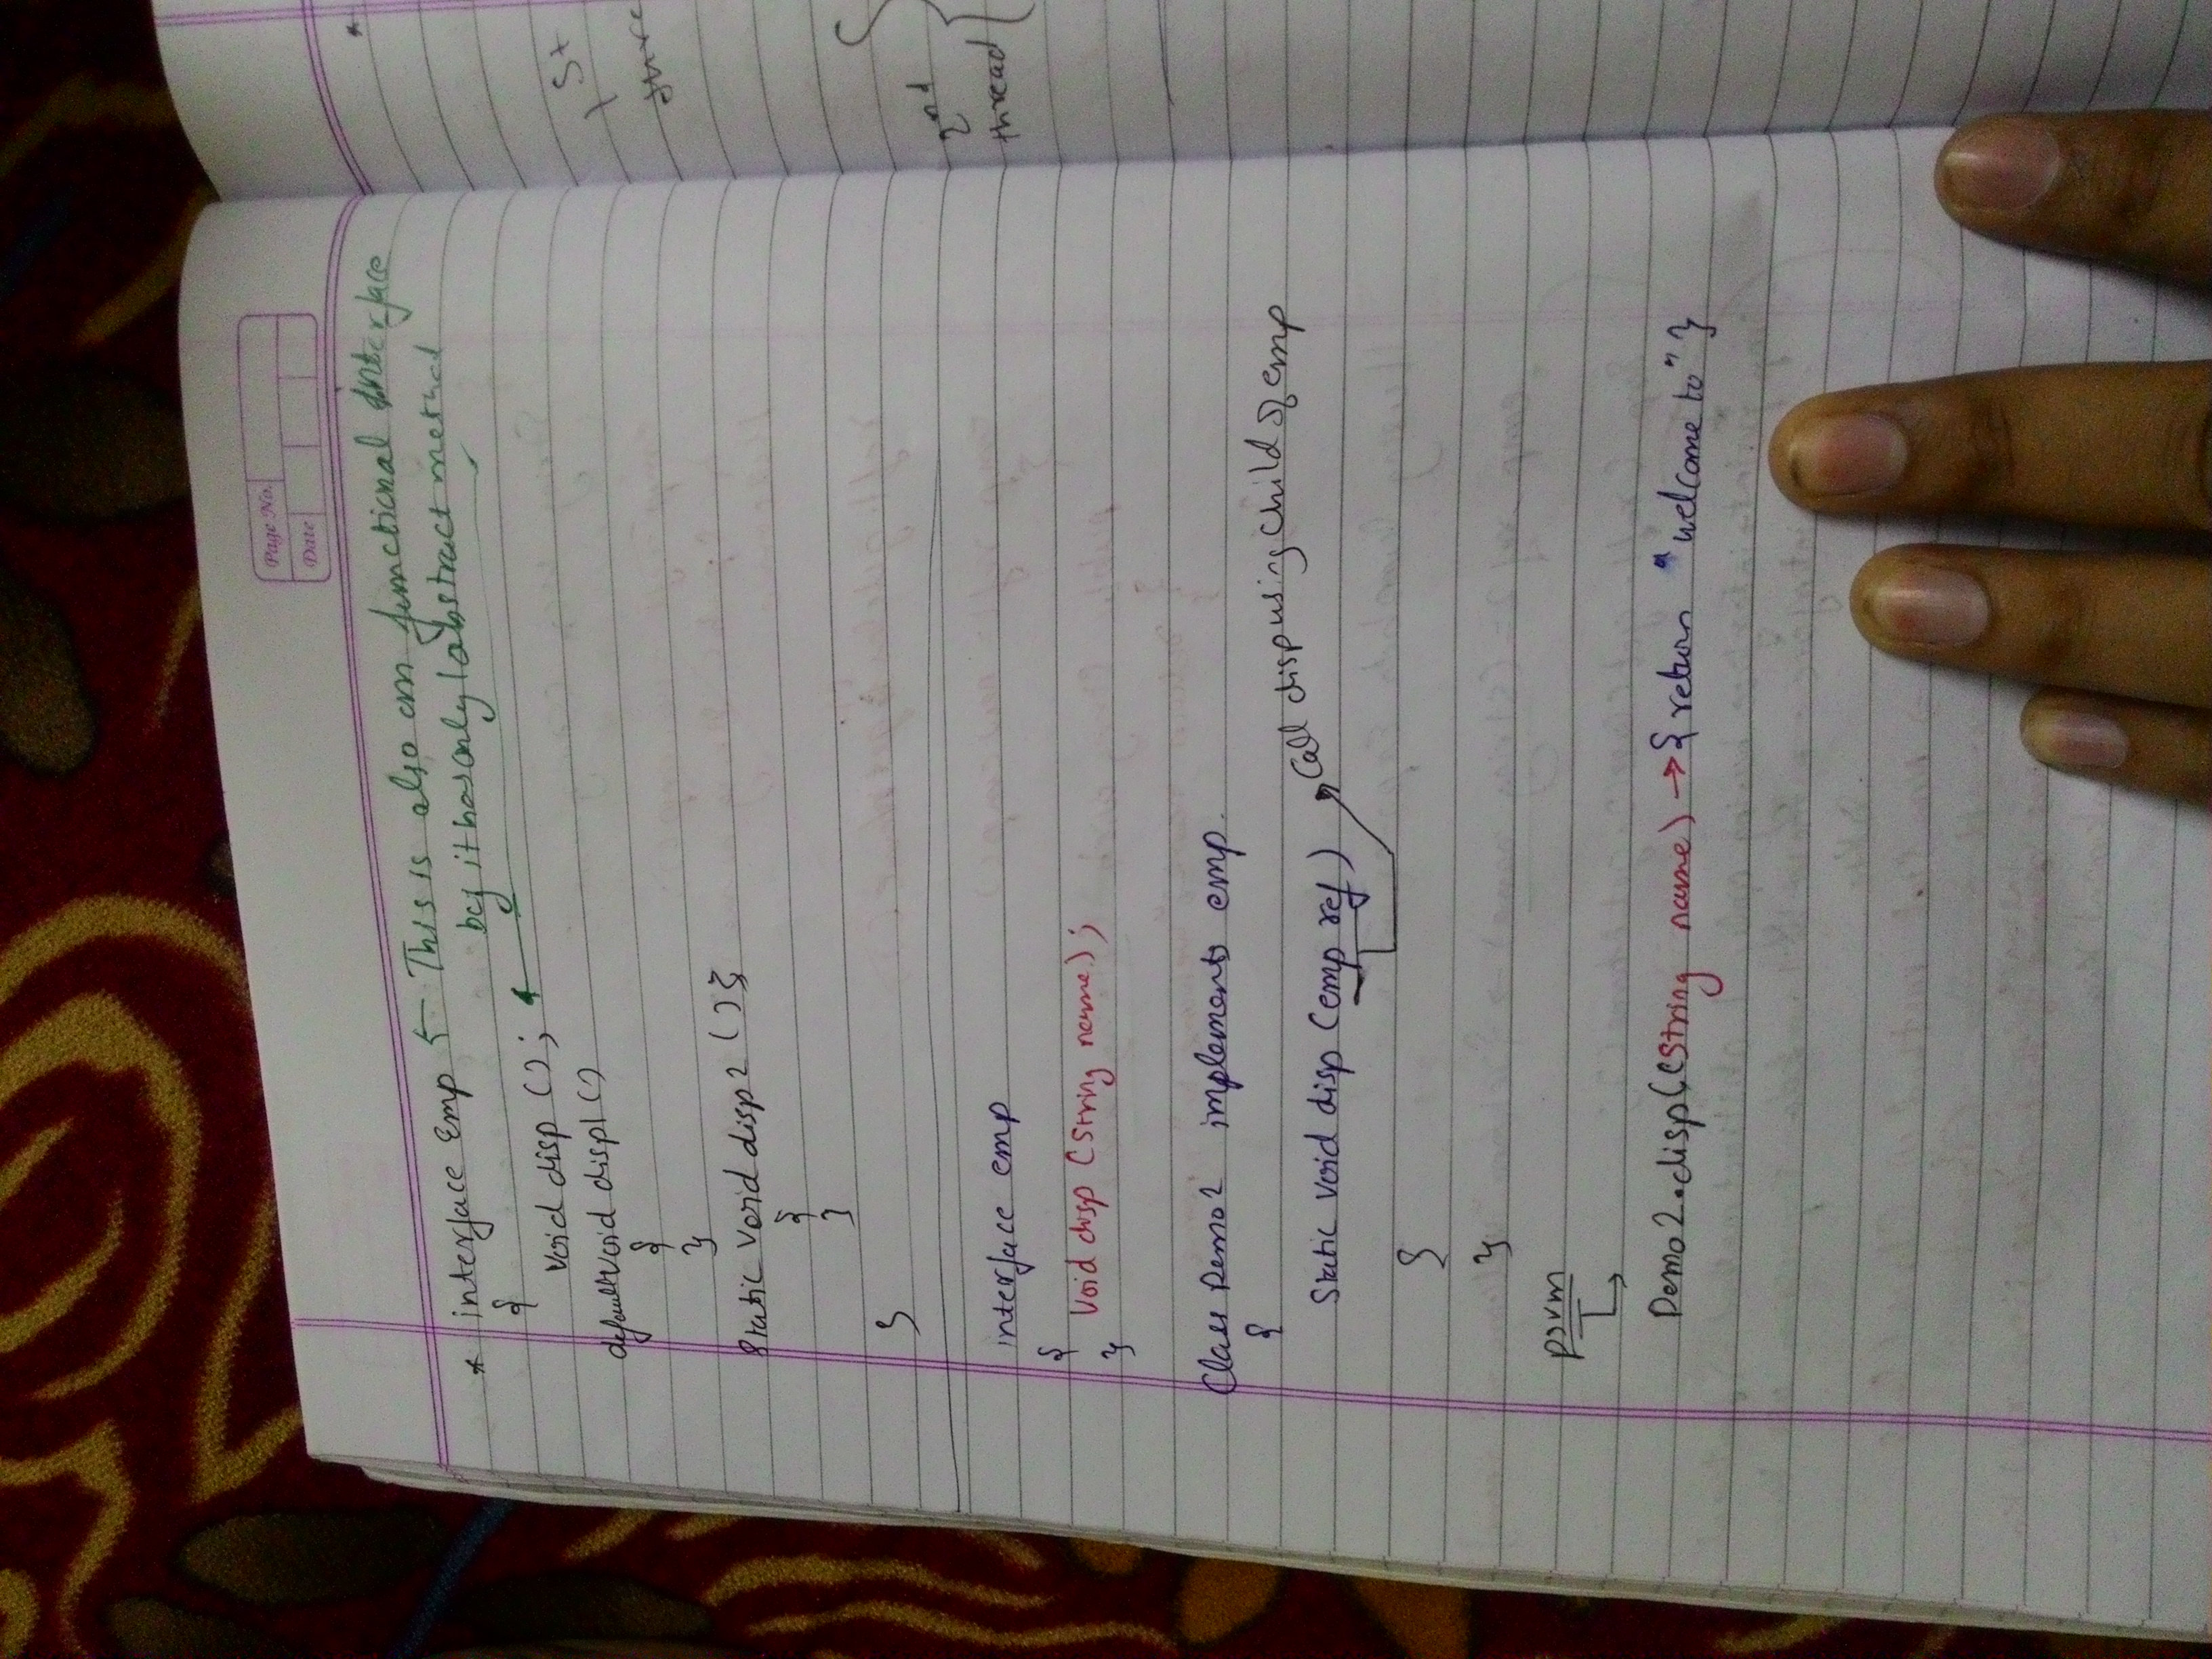 Page No.
Date
← This is also an functional interface
* interface Emp
bcz it has only 1 abstract method
{
void disp ( );
default void disp1 ( )
{
}
static void disp2 ( ) {
{
}
}
interface emp
{ void disp (String name);
}
Class Demo2 implements emp.
{
Call disp using child of emp
Static void disp (emp ref)
{
}
psvm
Demo2.disp((String name) → { return "welcome to" }
2nd
thread